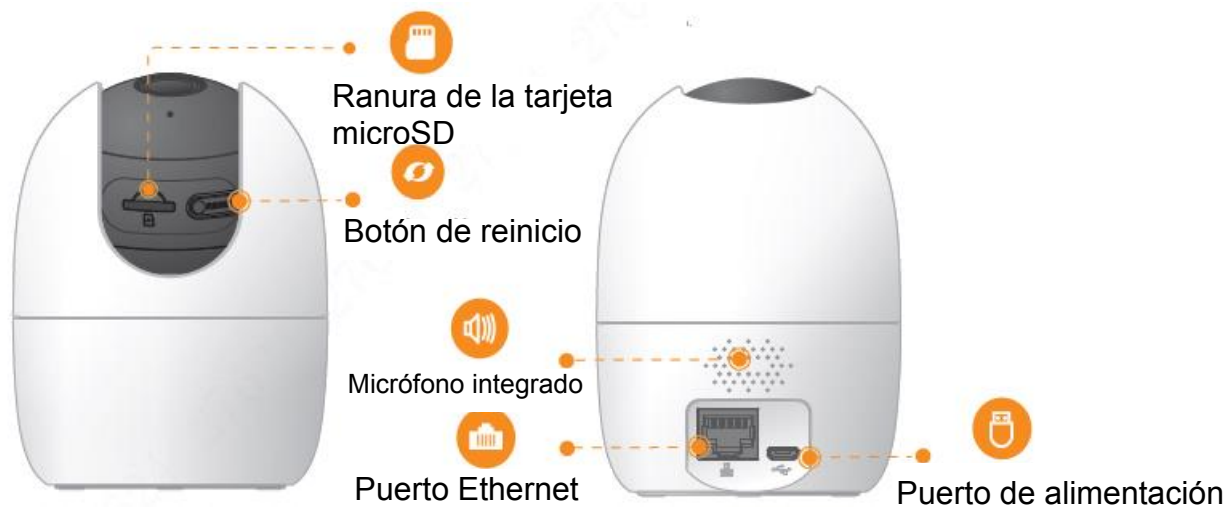 Ranura de la tarjeta
microSD
Botón de reinicio
Micrófono integrado
Puerto Ethernet
Puerto de alimentación